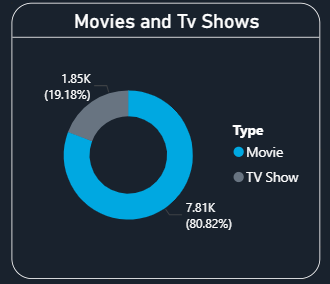 Movies and Tv Shows
1.85K
(19.18%)
Type
Movie
TV Show
7.81K
(80.82%)